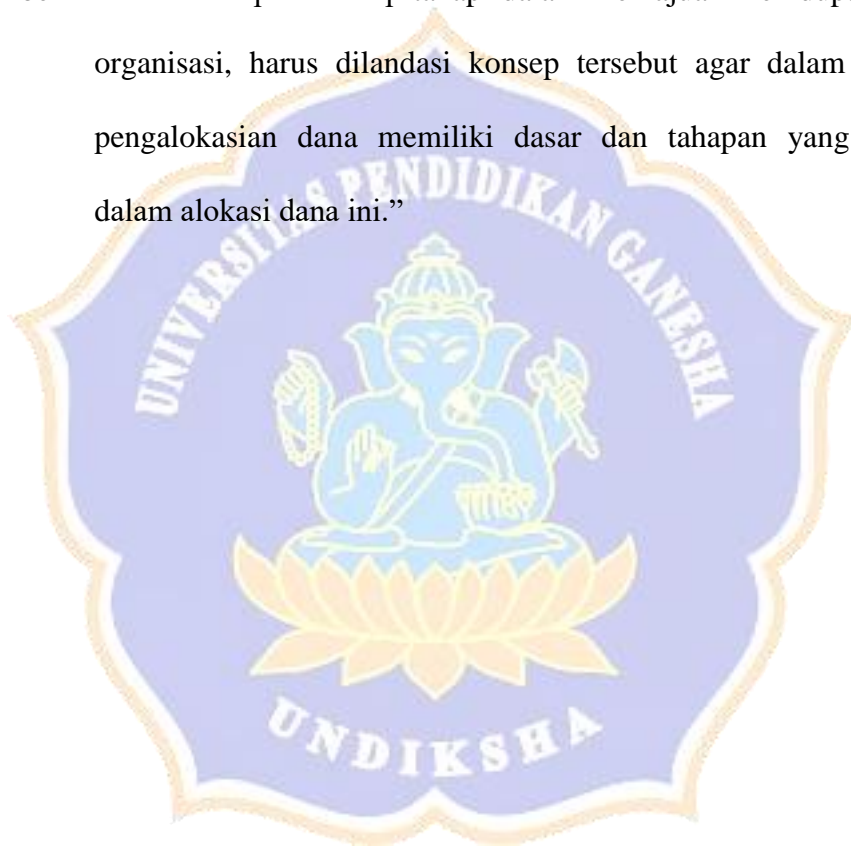 organisasi, harus dilandasi konsep tersebut agar dalam
pengalokasian dana memiliki dasar dan tahapan yang
dalam alokasi dana ini.”
UNIVERSITAS PENDIDIKAN GANESHA
UNDIKSHA